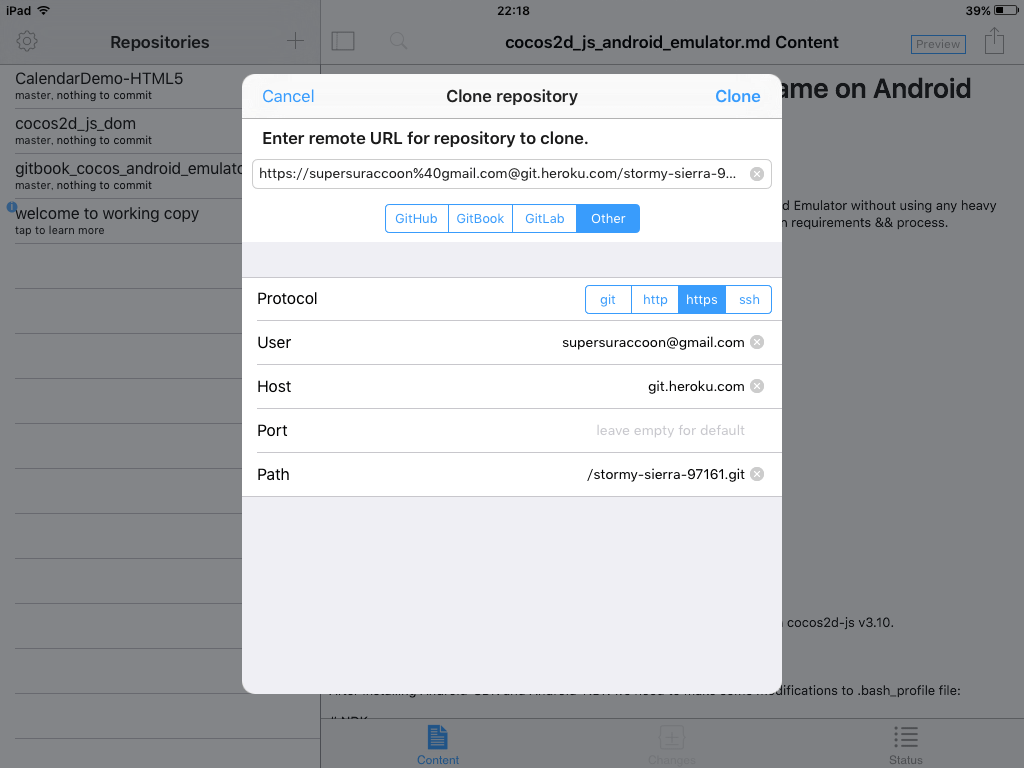 iPad 22:18 39%
Repositories
cocos2d_js_android_emulator.md Content
Preview
CalendarDemo-HTML5
master, nothing to commit
cocos2d_js_dom
master, nothing to commit
gitbook_cocos_android_emulato
welcome to working copy
tap to learn more
ame on Android
d Emulator without using any heavy
requirements && process.
cocos2d-js v3.10.
modifications to .bash_profile file:
Cancel Clone repository Clone
Enter remote URL for repository to clone.
https://supersuraccoon%40gmail.com@git.heroku.com/stormy-sierra-9...
GitHub GitBook GitLab Other
Protocol git http https ssh
User supersuraccoon@gmail.com
Host git.heroku.com
Port leave empty for default
Path /stormy-sierra-97161.git
Content Changes Status